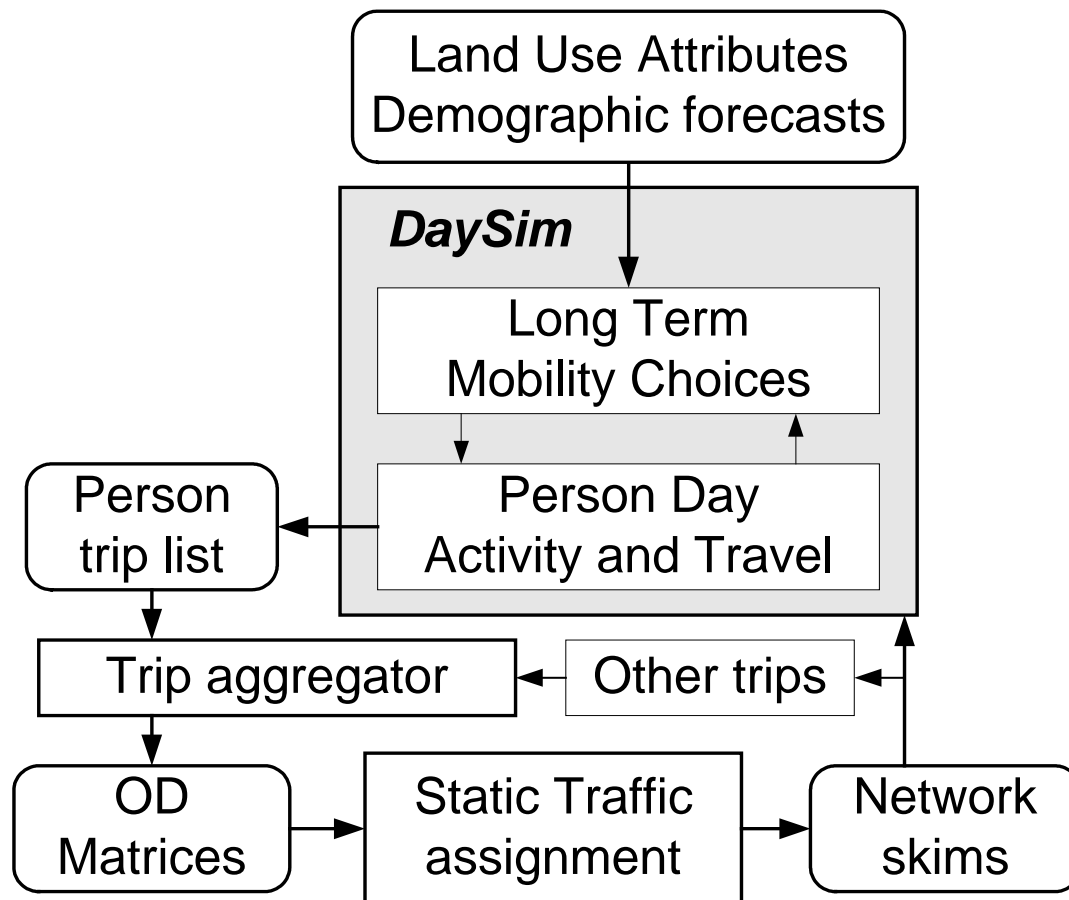 Land Use Attributes
Demographic forecasts
DaySim
Long Term
Mobility Choices
Person Day
Activity and Travel
Person
trip list
Trip aggregator
Other trips
OD
Matrices
Static Traffic
assignment
Network
skims